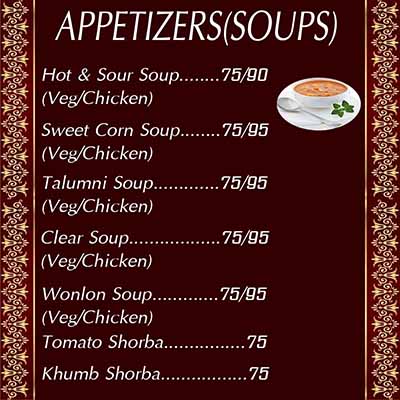 APPETIZERS(SOUPS)
Hot & Sour Soup........75/90
(Veg/Chicken)
Sweet Corn Soup.......75/95
(Veg/Chicken)
Talumni Soup............75/95
(Veg/Chicken)
Clear Soup..................75/95
(Veg/Chicken)
Wonlon Soup.............75/95
(Veg/Chicken)
Tomato Shorba................75
Khumb Shorba.................75